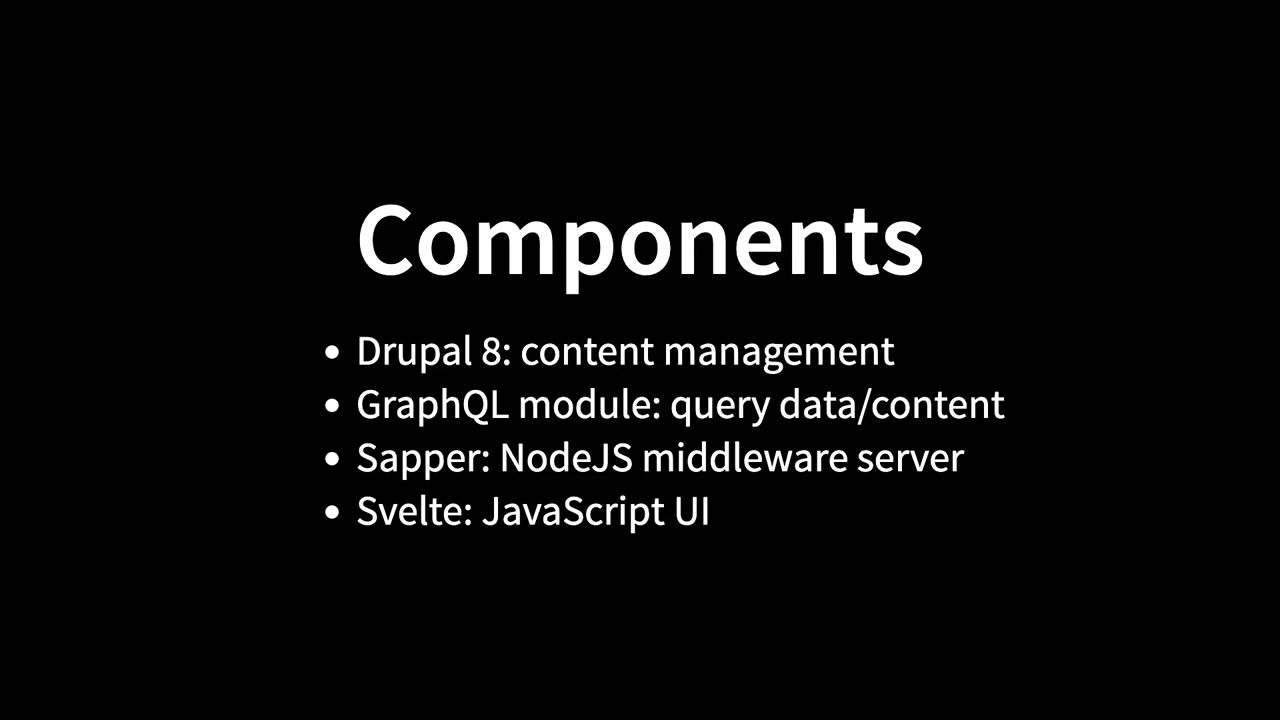 Components
• Drupal 8: content management
• GraphQL module: query data/content
• Sapper: NodeJS middleware server
• Svelte: JavaScript UI